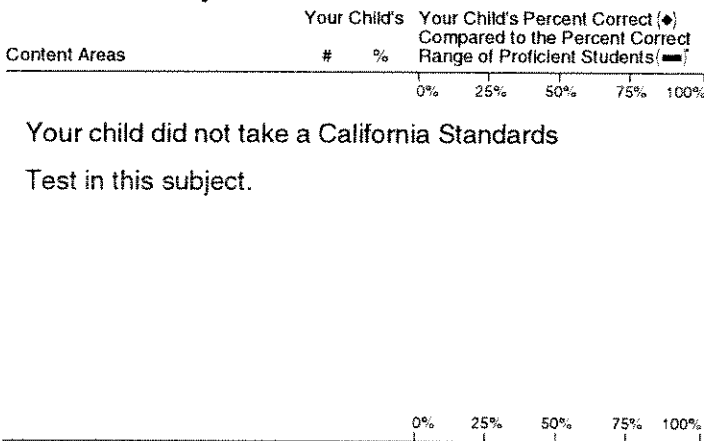 Your Child's Your Child's Percent Correct (◆)
Compared to the Percent Correct
Content Areas # % Range of Proficient Students (▬)*
0% 25% 50% 75% 100%
Your child did not take a California Standards
Test in this subject.
0% 25% 50% 75% 100%